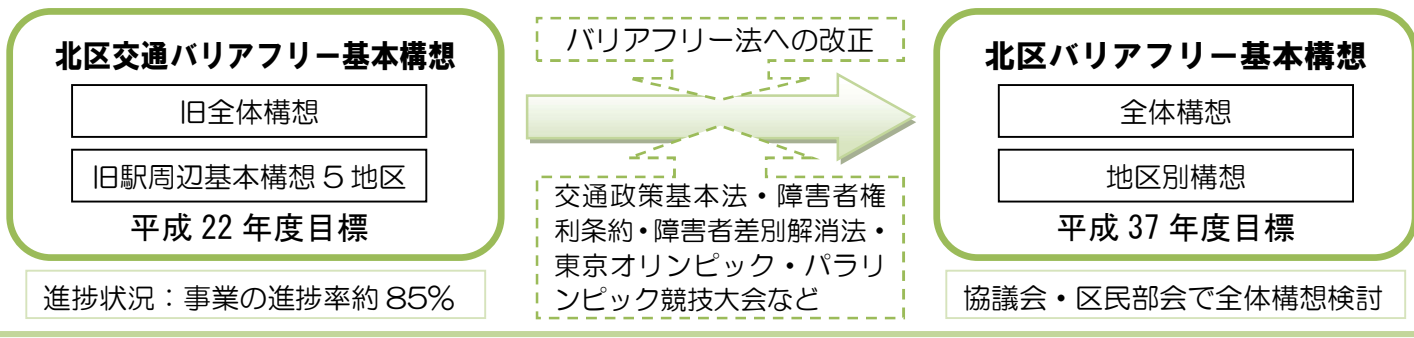 北区交通バリアフリー基本構想
旧全体構想
旧駅周辺基本構想５地区
平成 22 年度目標
進捗状況：事業の進捗率約 85%
バリアフリー法への改正
交通政策基本法・障害者権
利条約・障害者差別解消法・
東京オリンピック・パラリ
ンピック競技大会など
北区バリアフリー基本構想
全体構想
地区別構想
平成 37 年度目標
協議会・区民部会で全体構想検討